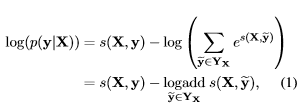 log(p(y|X)) = s(X, y) − log ( ∑_{ỹ∈Y_X} e^{s(X,ỹ)} )
= s(X, y) − logadd_{ỹ∈Y_X} s(X, ỹ), (1)